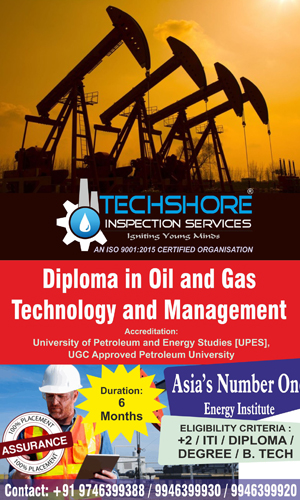 TECHSHORE®
INSPECTION SERVICES
Igniting Young Minds
AN ISO 9001:2015 CERTIFIED ORGANISATION
Diploma in Oil and Gas
Technology and Management
Accreditation:
University of Petroleum and Energy Studies [UPES],
UGC Approved Petroleum University
Duration:
6
Months
Asia's Number On
Energy Institute
ELIGIBILITY CRITERIA :
+2 / ITI / DIPLOMA /
DEGREE / B. TECH
100% PLACEMENT
ASSURANCE
100% PLACEMENT
Contact: +91 9746399388 / 9946399930 / 9946399920